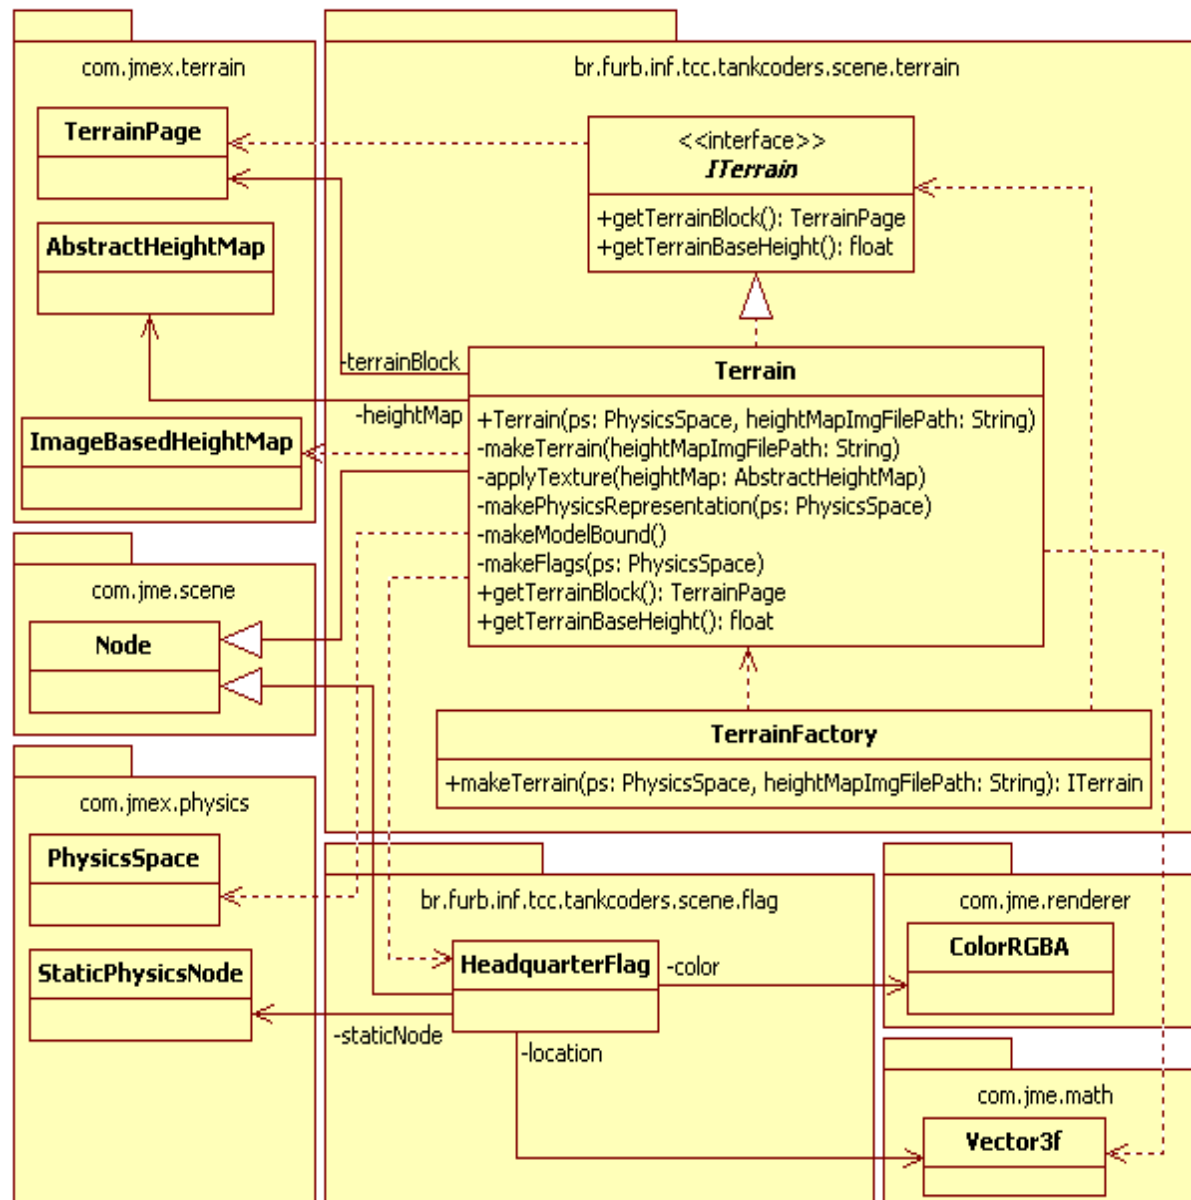 com.jmex.terrain
TerrainPage
AbstractHeightMap
ImageBasedHeightMap
br.furb.inf.tcc.tankcoders.scene.terrain
<<interface>>
ITerrain
+getTerrainBlock(): TerrainPage
+getTerrainBaseHeight(): float
-terrainBlock
-heightMap
Terrain
+Terrain(ps: PhysicsSpace, heightMapImgFilePath: String)
-makeTerrain(heightMapImgFilePath: String)
-applyTexture(heightMap: AbstractHeightMap)
-makePhysicsRepresentation(ps: PhysicsSpace)
-makeModelBound()
-makeFlags(ps: PhysicsSpace)
+getTerrainBlock(): TerrainPage
+getTerrainBaseHeight(): float
TerrainFactory
+makeTerrain(ps: PhysicsSpace, heightMapImgFilePath: String): ITerrain
com.jme.scene
Node
com.jmex.physics
PhysicsSpace
StaticPhysicsNode
br.furb.inf.tcc.tankcoders.scene.flag
HeadquarterFlag
-color
-staticNode
-location
com.jme.renderer
ColorRGBA
com.jme.math
Vector3f